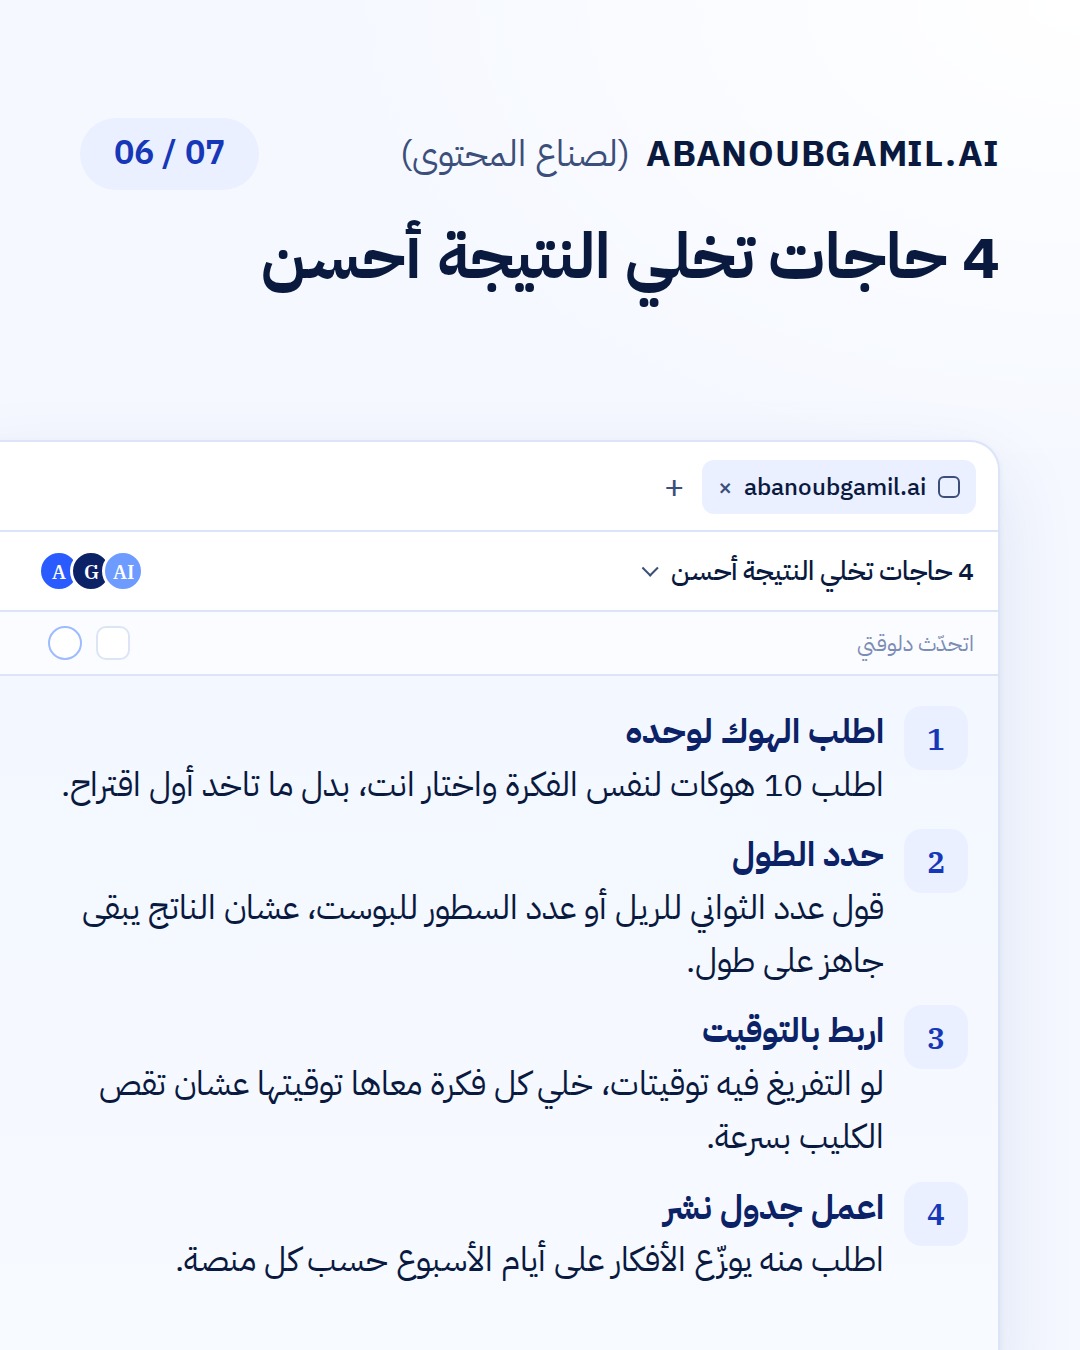 ABANOUBGAMIL.AI (لصناع المحتوى) 06 / 07
4 حاجات تخلي النتيجة أحسن
abanoubgamil.ai × +
4 حاجات تخلي النتيجة أحسن A G AI
اتحدّث دلوقتي
1 اطلب الهوك لوحده
اطلب 10 هوكات لنفس الفكرة واختار انت، بدل ما تاخد أول اقتراح.
2 حدد الطول
قول عدد الثواني للريل أو عدد السطور للبوست، عشان الناتج يبقى
جاهز على طول.
3 اربط بالتوقيت
لو التفريغ فيه توقيتات، خلي كل فكرة معاها توقيتها عشان تقص
الكليب بسرعة.
4 اعمل جدول نشر
اطلب منه يوزّع الأفكار على أيام الأسبوع حسب كل منصة.